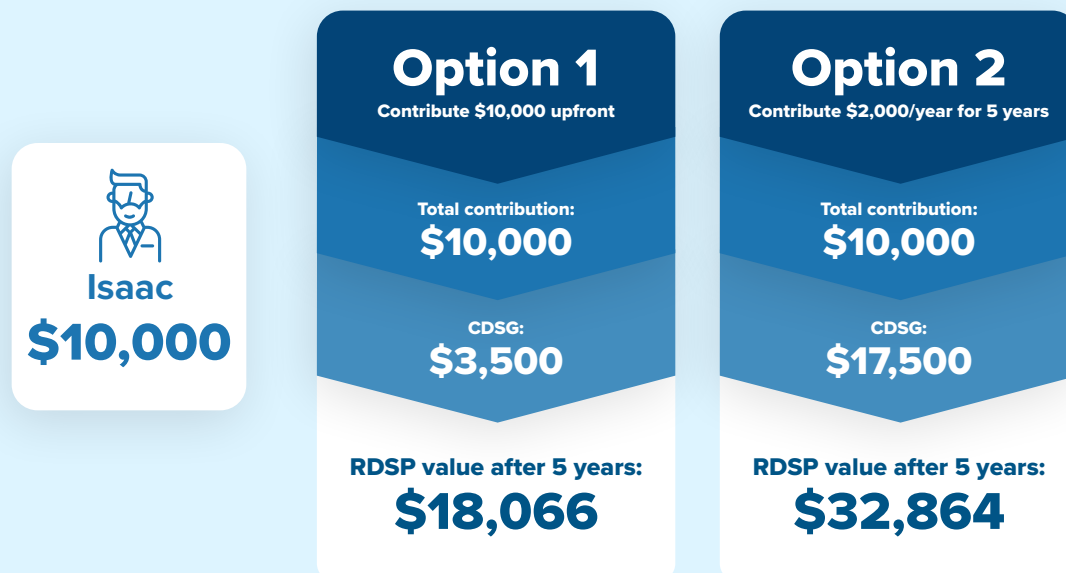 Isaac
$10,000
Option 1
Contribute $10,000 upfront
Total contribution:
$10,000
CDSG:
$3,500
RDSP value after 5 years:
$18,066
Option 2
Contribute $2,000/year for 5 years
Total contribution:
$10,000
CDSG:
$17,500
RDSP value after 5 years:
$32,864